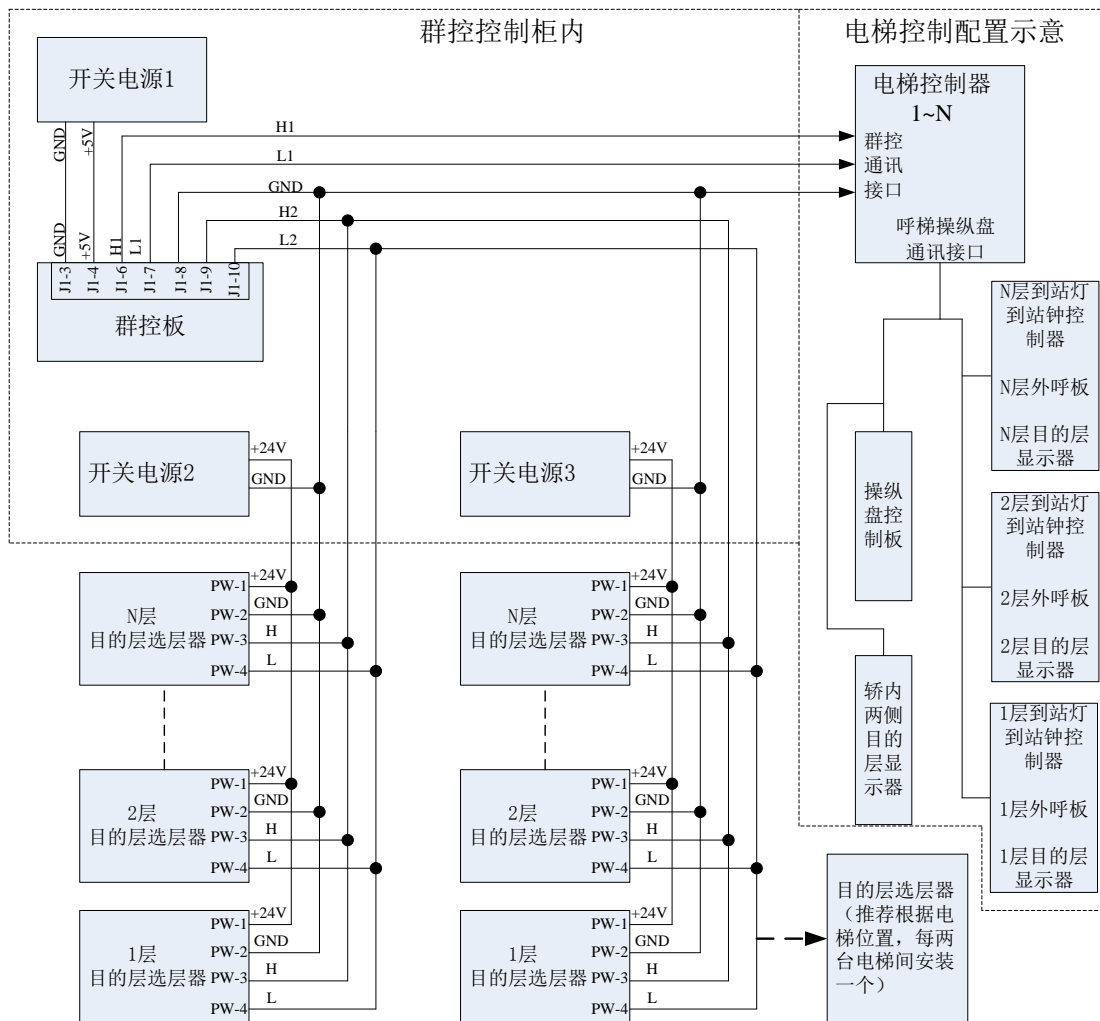 群控控制柜内
电梯控制配置示意
开关电源1
GND
+5V
GND
+5V
H1
L1
J1-3
J1-4
J1-6
J1-7
J1-8
J1-9
J1-10
群控板
H1
L1
GND
H2
L2
电梯控制器
1~N
群控
通讯
接口
呼梯操纵盘
通讯接口
N层到站灯
到站钟控
制器
N层外呼板
N层目的层
显示器
2层到站灯
到站钟控
制器
2层外呼板
2层目的层
显示器
1层到站灯
到站钟控
制器
1层外呼板
1层目的层
显示器
操纵
盘控
制板
轿内
两侧
目的
层显
示器
开关电源2
+24V
GND
开关电源3
+24V
GND
N层
目的层选层器
PW-1
PW-2
PW-3
PW-4
+24V
GND
H
L
N层
目的层选层器
PW-1
PW-2
PW-3
PW-4
+24V
GND
H
L
2层
目的层选层器
PW-1
PW-2
PW-3
PW-4
+24V
GND
H
L
2层
目的层选层器
PW-1
PW-2
PW-3
PW-4
+24V
GND
H
L
1层
目的层选层器
PW-1
PW-2
PW-3
PW-4
+24V
GND
H
L
1层
目的层选层器
PW-1
PW-2
PW-3
PW-4
+24V
GND
H
L
目的层选层器
（推荐根据电
梯位置，每两
台电梯间安装
一个）